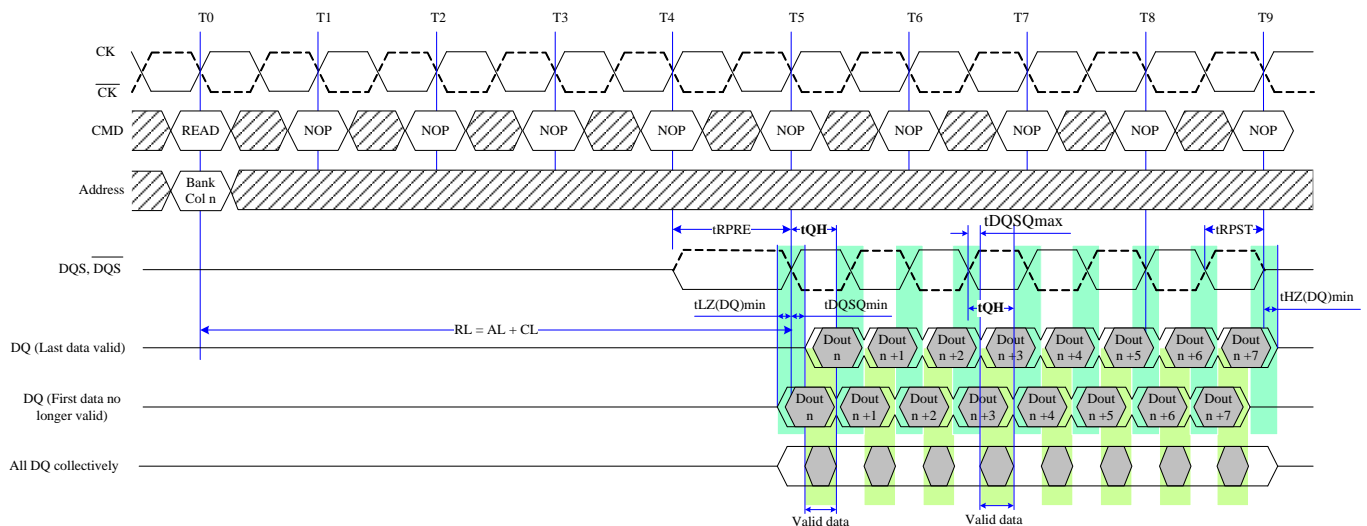 T0 T1 T2 T3 T4 T5 T6 T7 T8 T9
CK
CK
CMD READ NOP NOP NOP NOP NOP NOP NOP NOP NOP
Address Bank
Col n
tRPRE tQH tDQSQmax tRPST
DQS, DQS
tLZ(DQ)min tDQSQmin tQH tHZ(DQ)min
RL = AL + CL
DQ (Last data valid)
Dout Dout Dout Dout Dout Dout Dout Dout
n n +1 n +2 n +3 n +4 n +5 n +6 n +7
DQ (First data no
longer valid)
Dout Dout Dout Dout Dout Dout Dout Dout
n n +1 n +2 n +3 n +4 n +5 n +6 n +7
All DQ collectively
Valid data Valid data